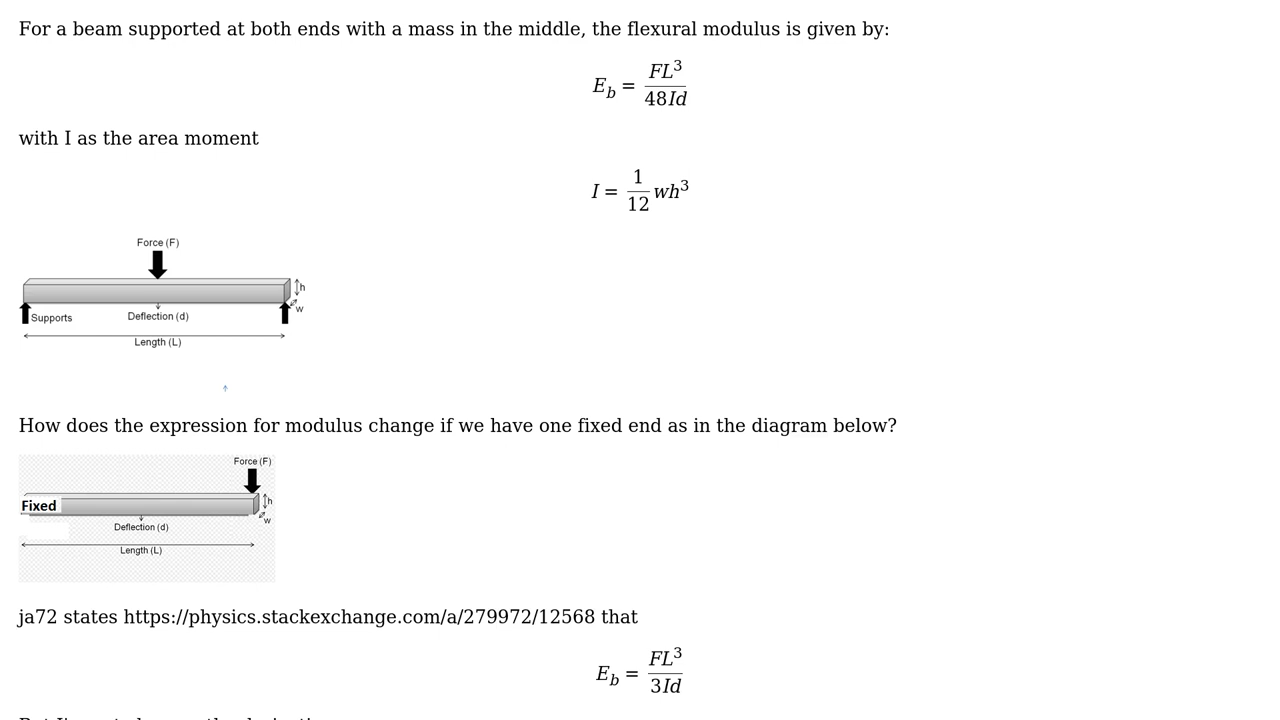 For a beam supported at both ends with a mass in the middle, the flexural modulus is given by:
E_b = FL^3 / 48Id
with I as the area moment
I = 1/12 wh^3
Force (F)
h
w
Supports
Deflection (d)
Length (L)
How does the expression for modulus change if we have one fixed end as in the diagram below?
Force (F)
Fixed
h
w
Deflection (d)
Length (L)
ja72 states https://physics.stackexchange.com/a/279972/12568 that
E_b = FL^3 / 3Id